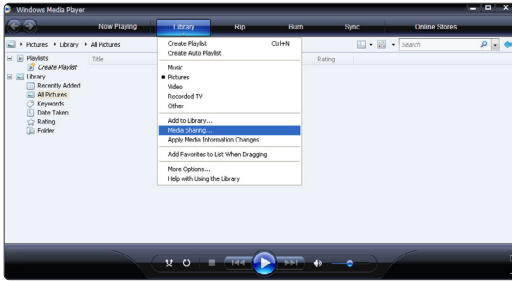 Windows Media Player
Now Playing
Library
Rip
Burn
Sync
Online Stores
Pictures
Library
All Pictures
Search
Create Playlist Ctrl+N
Create Auto Playlist
Music
Pictures
Video
Recorded TV
Other
Add to Library...
Media Sharing...
Apply Media Information Changes
Add Favorites to List When Dragging
More Options...
Help with Using the Library
Playlists
Create Playlist
Library
Recently Added
All Pictures
Keywords
Date Taken
Rating
Folder
Title
Rating